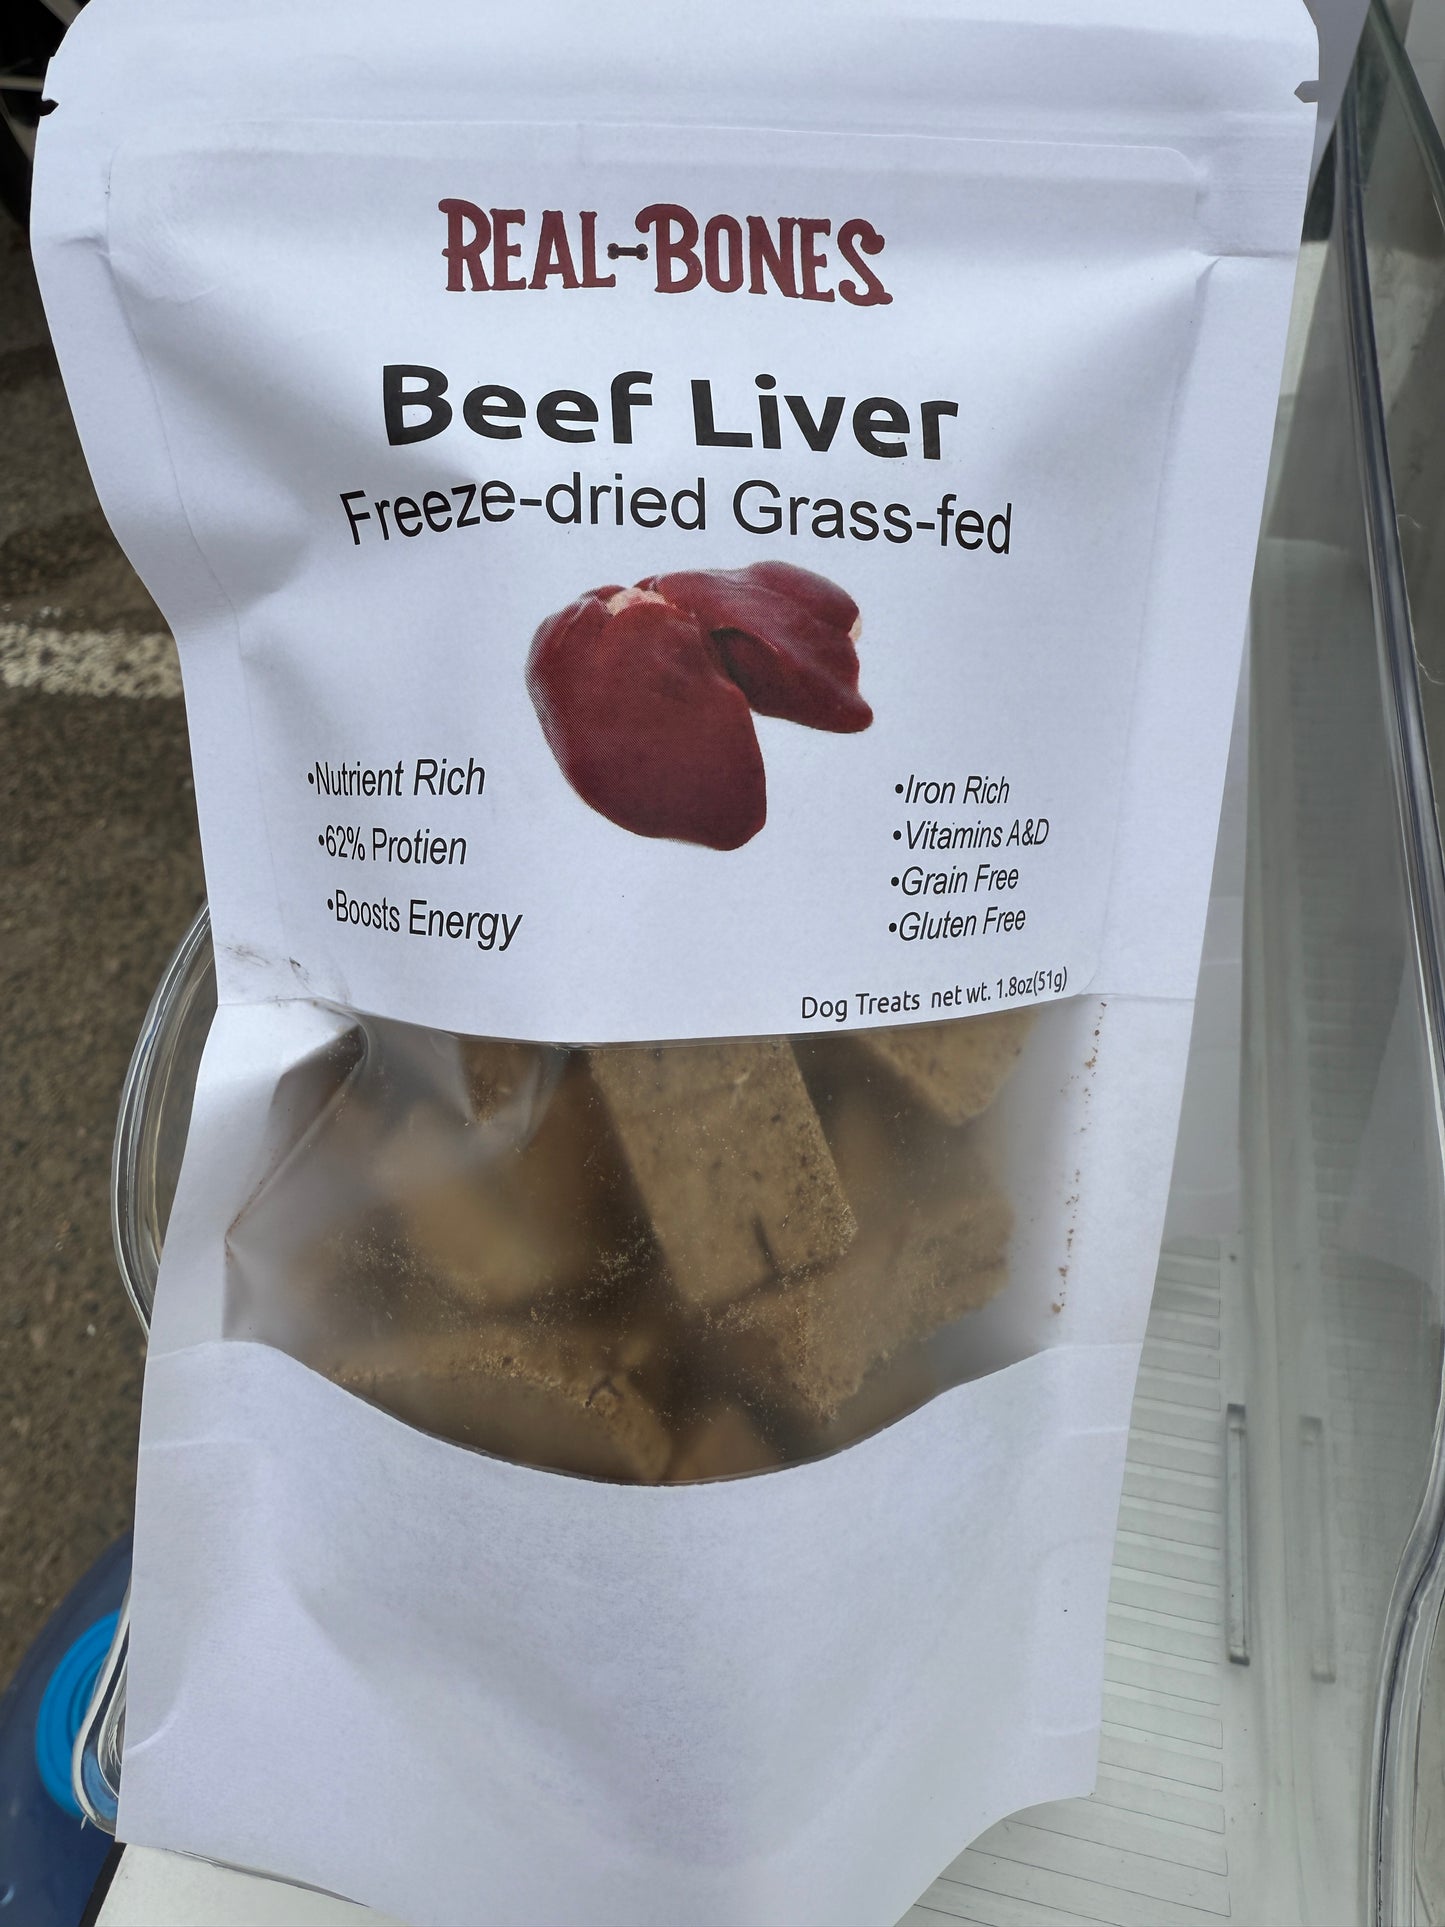 REAL-BONES
Beef Liver
Freeze-dried Grass-fed
•Nutrient Rich
•62% Protien
•Boosts Energy
•Iron Rich
•Vitamins A&D
•Grain Free
•Gluten Free
Dog Treats net wt. 1.8oz(51g)